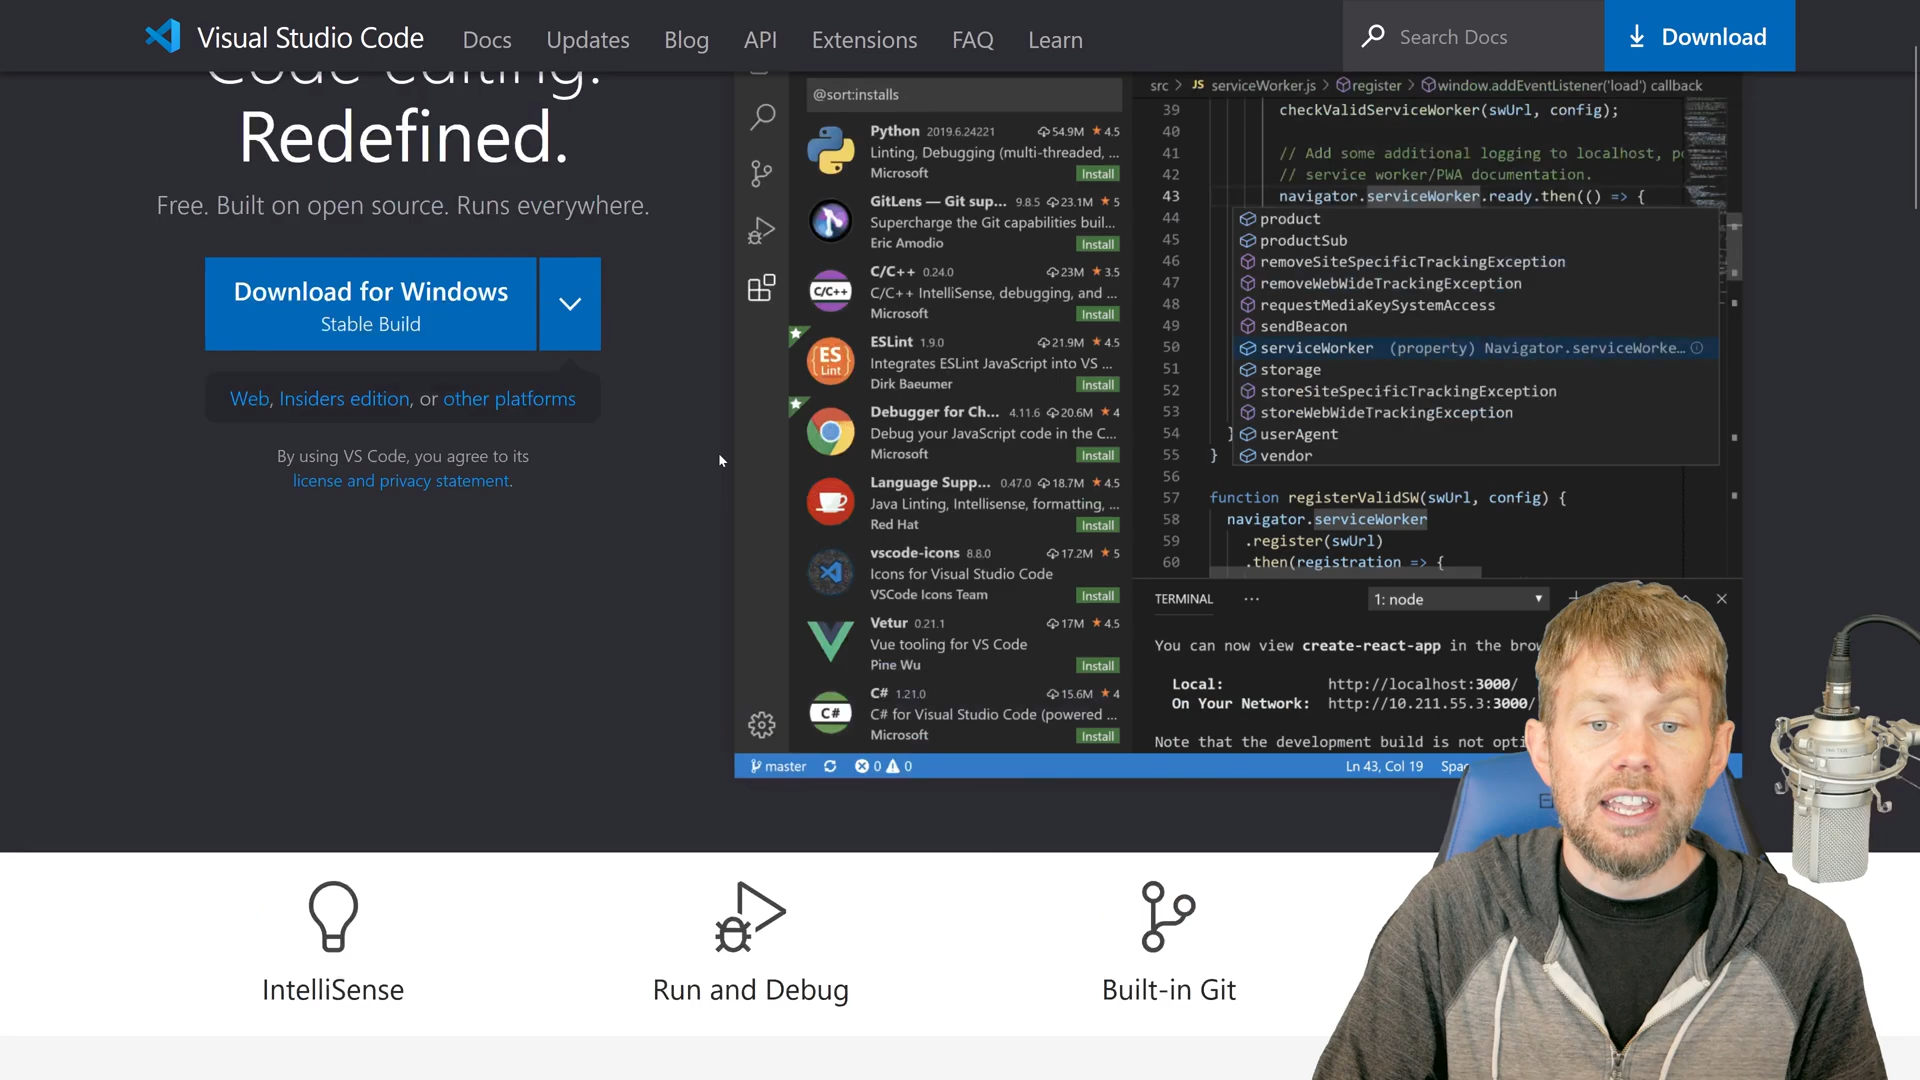 Visual Studio Code
Docs
Updates
Blog
API
Extensions
FAQ
Learn
Search Docs
Download
Code editing.
Redefined.
Free. Built on open source. Runs everywhere.
Download for Windows
Stable Build
Web, Insiders edition, or other platforms
By using VS Code, you agree to its
license and privacy statement.
@sort:installs
Python 2019.6.24221 54.9M ★ 4.5
Linting, Debugging (multi-threaded, ...
Microsoft Install
GitLens — Git sup... 9.8.5 23.1M ★ 5
Supercharge the Git capabilities buil...
Eric Amodio Install
C/C++ 0.24.0 23M ★ 3.5
C/C++
C/C++ IntelliSense, debugging, and ...
Microsoft Install
ESLint 1.9.0 21.9M ★ 4.5
ES
Lint
Integrates ESLint JavaScript into VS ...
Dirk Baeumer Install
Debugger for Ch... 4.11.6 20.6M ★ 4
Debug your JavaScript code in the C...
Microsoft Install
Language Supp... 0.47.0 18.7M ★ 4.5
Java Linting, Intellisense, formatting, ...
Red Hat Install
vscode-icons 8.8.0 17.2M ★ 5
Icons for Visual Studio Code
VSCode Icons Team Install
Vetur 0.21.1 17M ★ 4.5
Vue tooling for VS Code
Pine Wu Install
C# 1.21.0 15.6M ★ 4
C#
C# for Visual Studio Code (powered ...
Microsoft Install
src > JS serviceWorker.js > register > window.addEventListener('load') callback
39 checkValidServiceWorker(swUrl, config);
40
41 // Add some additional logging to localhost, p
42 // service worker/PWA documentation.
43 navigator.serviceWorker.ready.then(() => {
44 product
45 productSub
46 removeSiteSpecificTrackingException
47 removeWebWideTrackingException
48 requestMediaKeySystemAccess
49 sendBeacon
50 serviceWorker (property) Navigator.serviceWorke...
51 storage
52 storeSiteSpecificTrackingException
53 storeWebWideTrackingException
54 } userAgent
55 } vendor
56
57 function registerValidSW(swUrl, config) {
58 navigator.serviceWorker
59 .register(swUrl)
60 .then(registration => {
TERMINAL ... 1: node
You can now view create-react-app in the brow
Local: http://localhost:3000/
On Your Network: http://10.211.55.3:3000/
Note that the development build is not opti
master 0 0 Ln 43, Col 19 Spac
IntelliSense
Run and Debug
Built-in Git